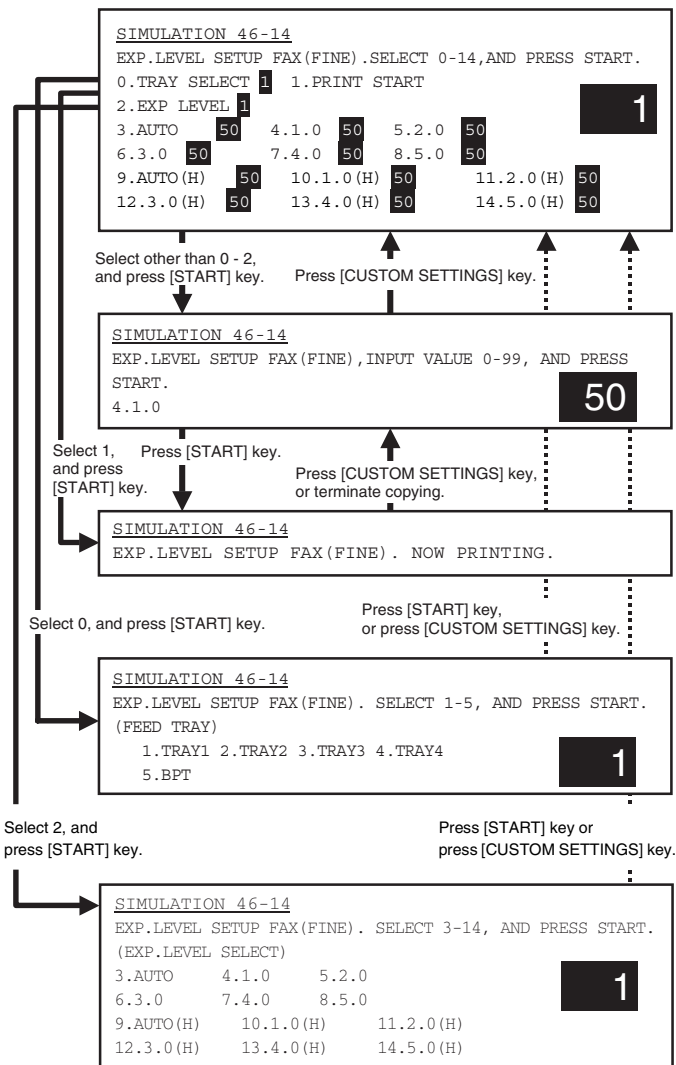 SIMULATION 46-14
EXP.LEVEL SETUP FAX(FINE).SELECT 0-14,AND PRESS START.
0.TRAY SELECT 1 1.PRINT START
2.EXP LEVEL 1
1
3.AUTO 50 4.1.0 50 5.2.0 50
6.3.0 50 7.4.0 50 8.5.0 50
9.AUTO(H) 50 10.1.0(H) 50 11.2.0(H) 50
12.3.0(H) 50 13.4.0(H) 50 14.5.0(H) 50
Select other than 0 - 2,
and press [START] key.
Press [CUSTOM SETTINGS] key.
SIMULATION 46-14
EXP.LEVEL SETUP FAX(FINE),INPUT VALUE 0-99, AND PRESS
START.
4.1.0
50
Select 1,
and press
[START] key.
Press [START] key.
Press [CUSTOM SETTINGS] key,
or terminate copying.
SIMULATION 46-14
EXP.LEVEL SETUP FAX(FINE). NOW PRINTING.
Select 0, and press [START] key.
Press [START] key,
or press [CUSTOM SETTINGS] key.
SIMULATION 46-14
EXP.LEVEL SETUP FAX(FINE). SELECT 1-5, AND PRESS START.
(FEED TRAY)
1.TRAY1 2.TRAY2 3.TRAY3 4.TRAY4
5.BPT
1
Select 2, and
press [START] key.
Press [START] key or
press [CUSTOM SETTINGS] key.
SIMULATION 46-14
EXP.LEVEL SETUP FAX(FINE). SELECT 3-14, AND PRESS START.
(EXP.LEVEL SELECT)
3.AUTO 4.1.0 5.2.0
6.3.0 7.4.0 8.5.0
1
9.AUTO(H) 10.1.0(H) 11.2.0(H)
12.3.0(H) 13.4.0(H) 14.5.0(H)